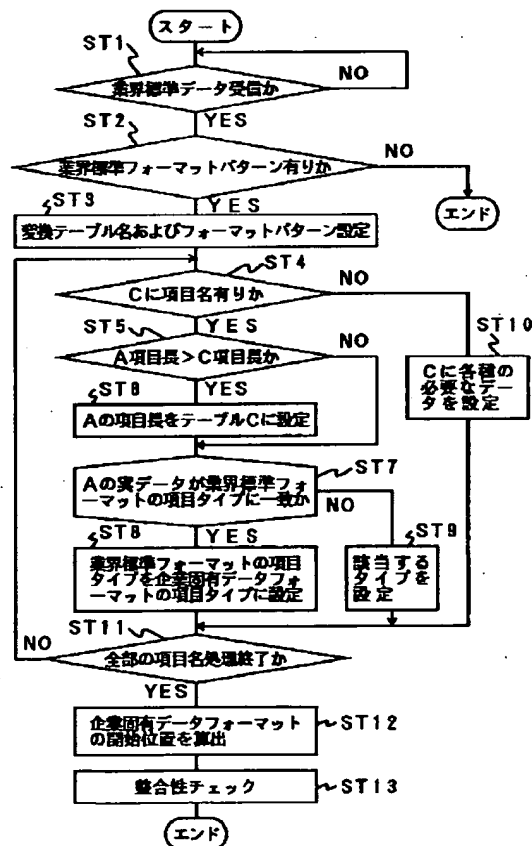 スタート
ST1
業界標準データ受信か
NO
YES
ST2
業界標準フォーマットパターン有りか
NO
エンド
YES
ST3
変換テーブル名およびフォーマットパターン設定
ST4
Cに項目名有りか
NO
YES
ST5
A項目長>C項目長か
NO
ST10
Cに各種の
必要なデー
タを設定
YES
ST6
Aの項目長をテーブルCに設定
ST7
Aの実データが業界標準フォ
ーマットの項目タイプに一致か
NO
YES
ST8
業界標準フォーマットの項目
タイプを企業固有データフォ
ーマットの項目タイプに設定
ST9
該当する
タイプを
設定
ST11
NO
全部の項目名処理終了か
YES
企業固有データフォーマット
の開始位置を算出
ST12
整合性チェック
ST13
エンド